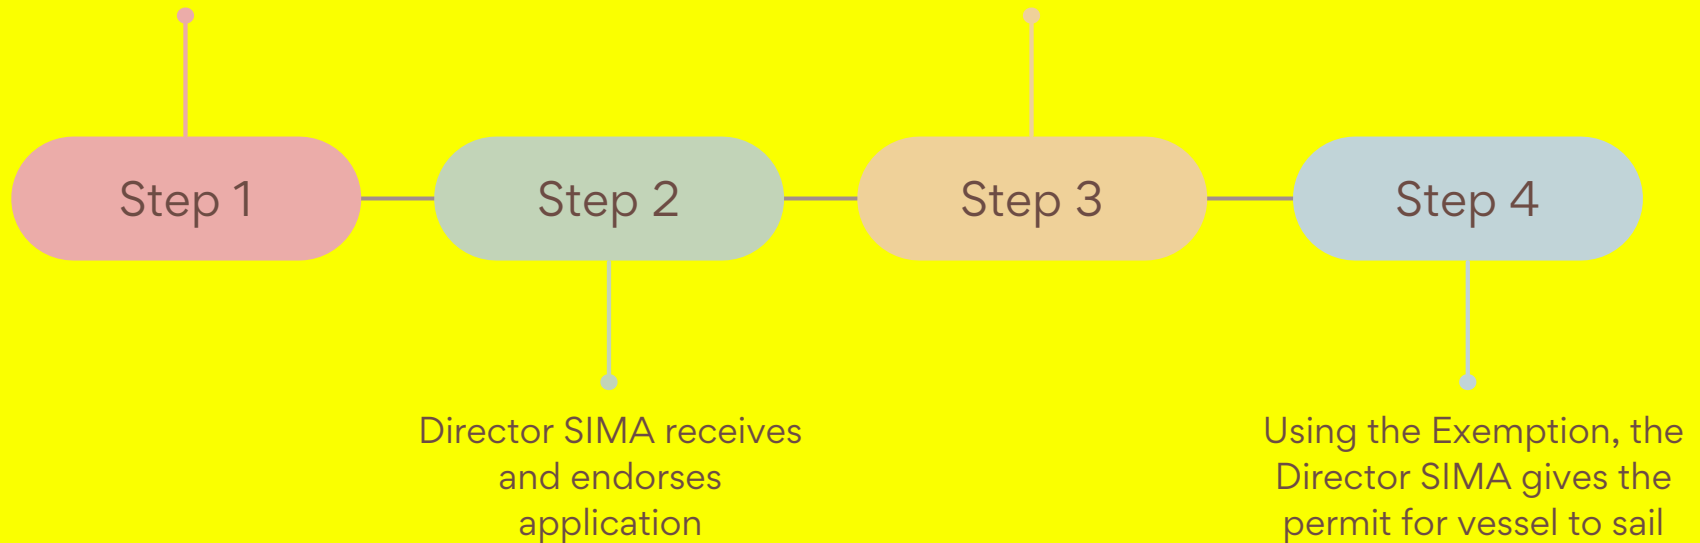 Step 1
Step 2
Step 3
Step 4
Director SIMA receives
and endorses
application
Using the Exemption, the
Director SIMA gives the
permit for vessel to sail